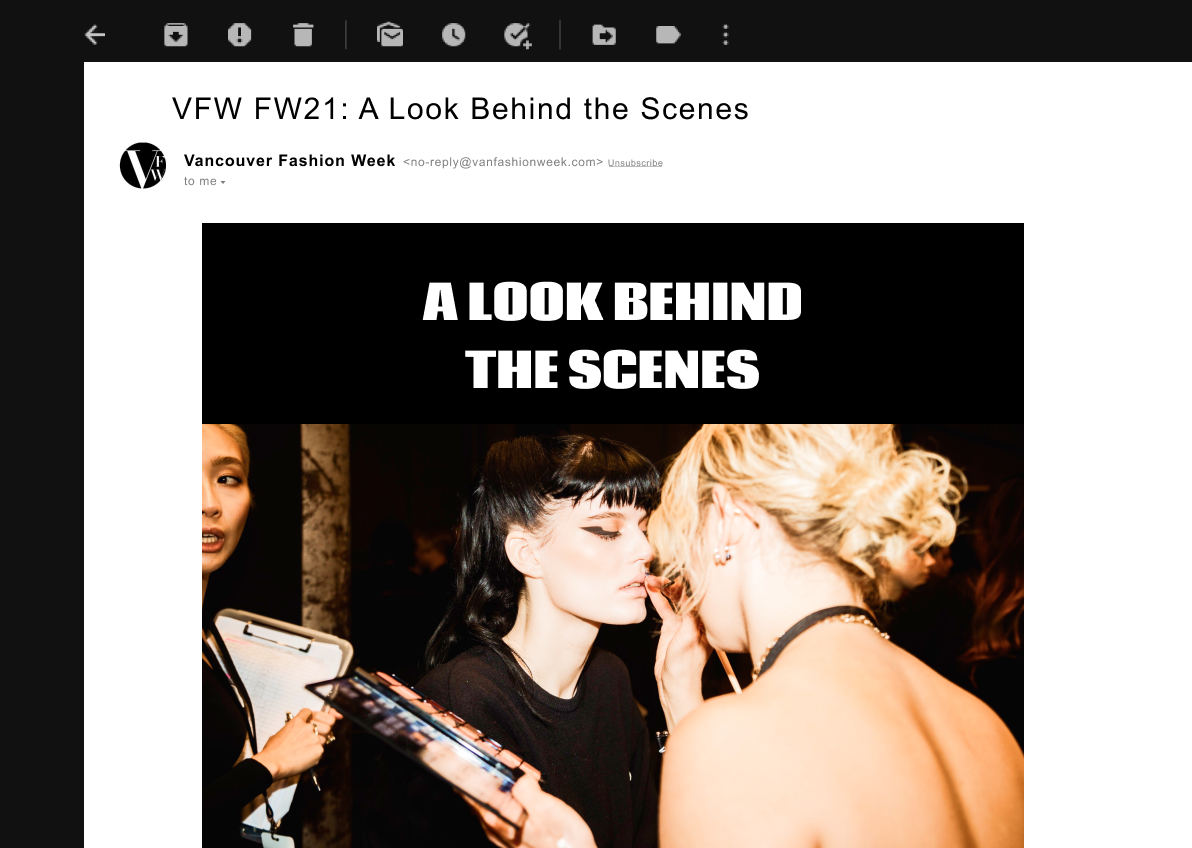 VFW FW21: A Look Behind the Scenes
VFW
Vancouver Fashion Week <no-reply@vanfashionweek.com> Unsubscribe
to me
A LOOK BEHIND
THE SCENES